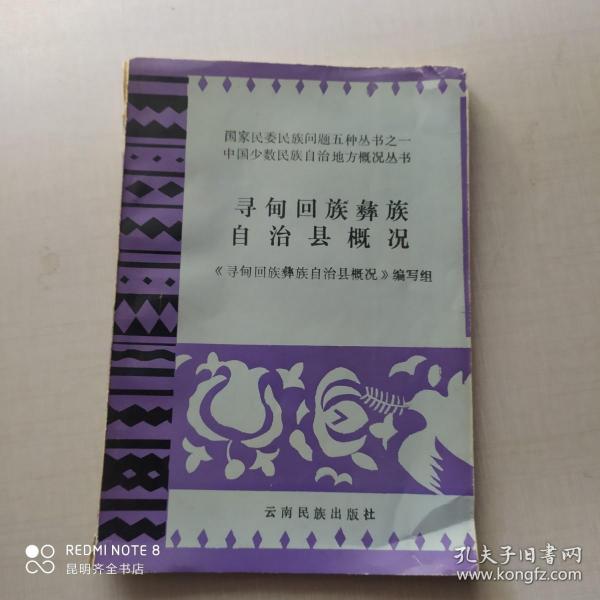 国家民委民族问题五种丛书之一
中国少数民族自治地方概况丛书
寻甸回族彝族
自治县概况
《寻甸回族彝族自治县概况》编写组
云南民族出版社
REDMI NOTE 8
昆明齐全书店
孔夫子旧书网
www.kongfz.com